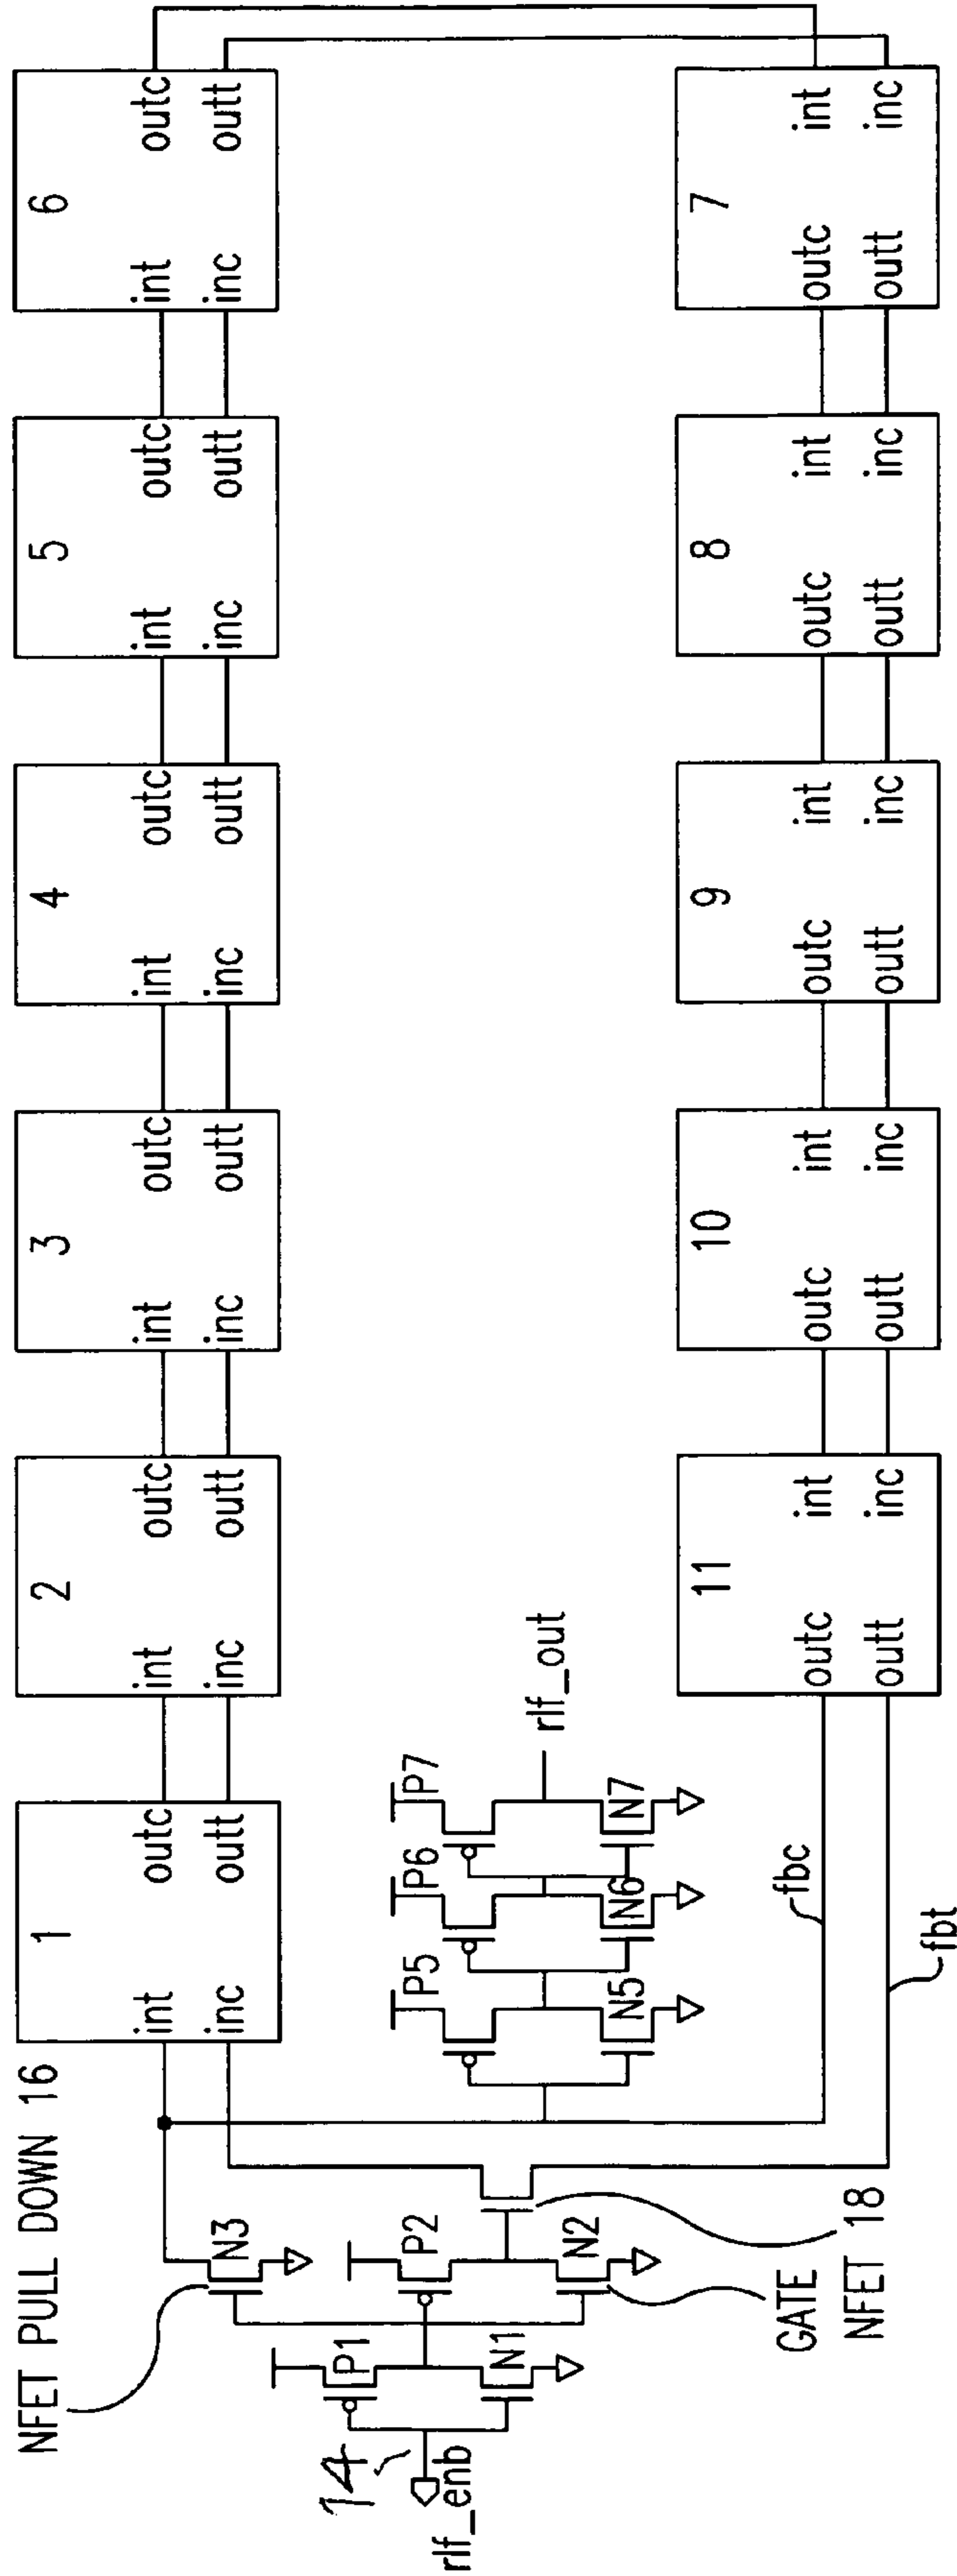 NFET PULL DOWN 16
1
int
outc
inc
outt
2
int
outc
inc
outt
3
int
outc
inc
outt
4
int
outc
inc
outt
5
int
outc
inc
outt
6
int
outc
inc
outt
14
rlf_enb
P1
N1
N3
P2
N2
GATE
NFET 18
P5
N5
P6
N6
P7
N7
rlf_out
fbc
fbt
11
outc
int
outt
inc
10
outc
int
outt
inc
9
outc
int
outt
inc
8
outc
int
outt
inc
7
outc
int
outt
inc